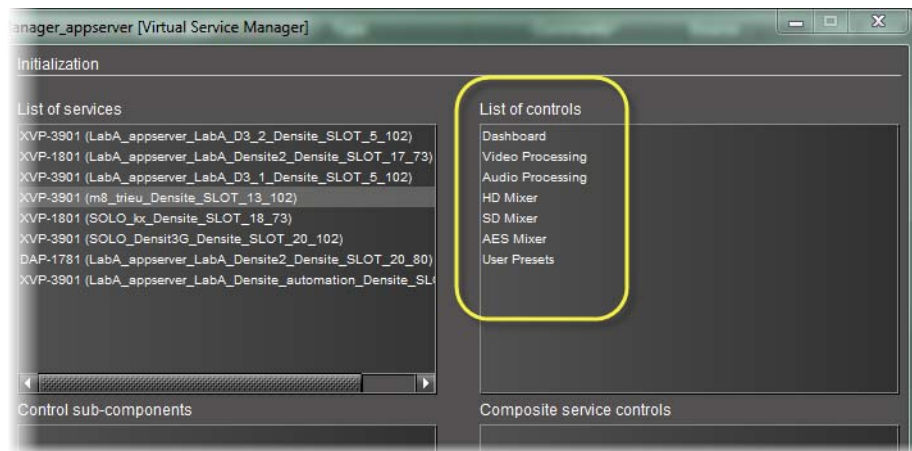 anager_appserver [Virtual Service Manager]
Initialization
List of services
XVP-3901 (LabA_appserver_LabA_D3_2_Densite_SLOT_5_102)
XVP-1801 (LabA_appserver_LabA_Densite2_Densite_SLOT_17_73)
XVP-3901 (LabA_appserver_LabA_D3_1_Densite_SLOT_5_102)
XVP-3901 (m8_trieu_Densite_SLOT_13_102)
XVP-1801 (SOLO_kx_Densite_SLOT_18_73)
XVP-3901 (SOLO_Densit3G_Densite_SLOT_20_102)
DAP-1781 (LabA_appserver_LabA_Densite2_Densite_SLOT_20_80)
XVP-3901 (LabA_appserver_LabA_Densite_automation_Densite_SL
List of controls
Dashboard
Video Processing
Audio Processing
HD Mixer
SD Mixer
AES Mixer
User Presets
Control sub-components
Composite service controls